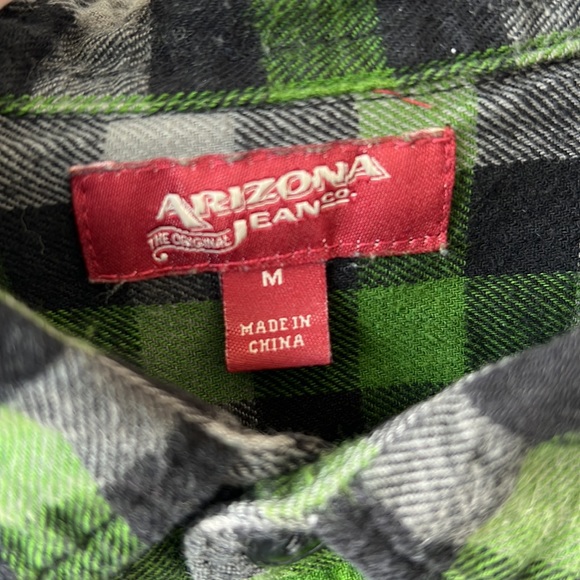 ARIZONA
THE ORIGINAL JEAN CO.
M
MADE IN
CHINA